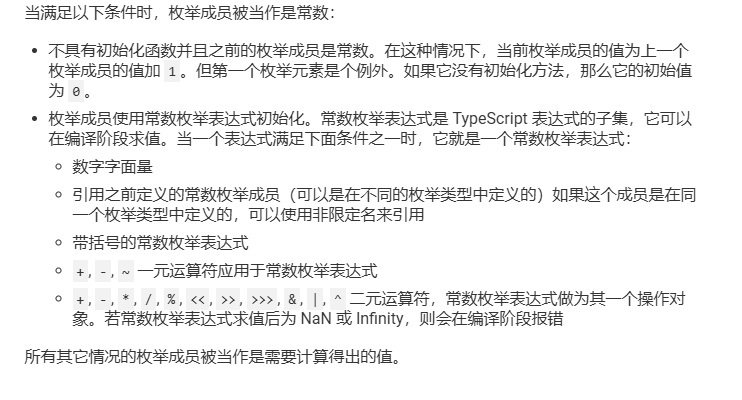 当满足以下条件时，枚举成员被当作是常数：
不具有初始化函数并且之前的枚举成员是常数。在这种情况下，当前枚举成员的值为上一个
枚举成员的值加 1。但第一个枚举元素是个例外。如果它没有初始化方法，那么它的初始值
为 0。
枚举成员使用常数枚举表达式初始化。常数枚举表达式是 TypeScript 表达式的子集，它可以
在编译阶段求值。当一个表达式满足下面条件之一时，它就是一个常数枚举表达式：
数字字面量
引用之前定义的常数枚举成员（可以是在不同的枚举类型中定义的）如果这个成员是在同
一个枚举类型中定义的，可以使用非限定名来引用
带括号的常数枚举表达式
+, -, ~ 一元运算符应用于常数枚举表达式
+, -, *, /, %, <<, >>, >>>, &, |, ^ 二元运算符，常数枚举表达式做为其一个操作对
象。若常数枚举表达式求值后为 NaN 或 Infinity，则会在编译阶段报错
所有其它情况的枚举成员被当作是需要计算得出的值。